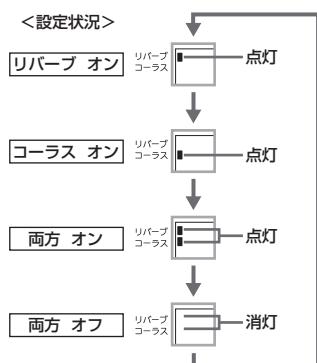 ＜設定状況＞
リバーブ オン
リバーブ
コーラス
点灯
コーラス オン
リバーブ
コーラス
点灯
両方 オン
リバーブ
コーラス
点灯
両方 オフ
リバーブ
コーラス
消灯